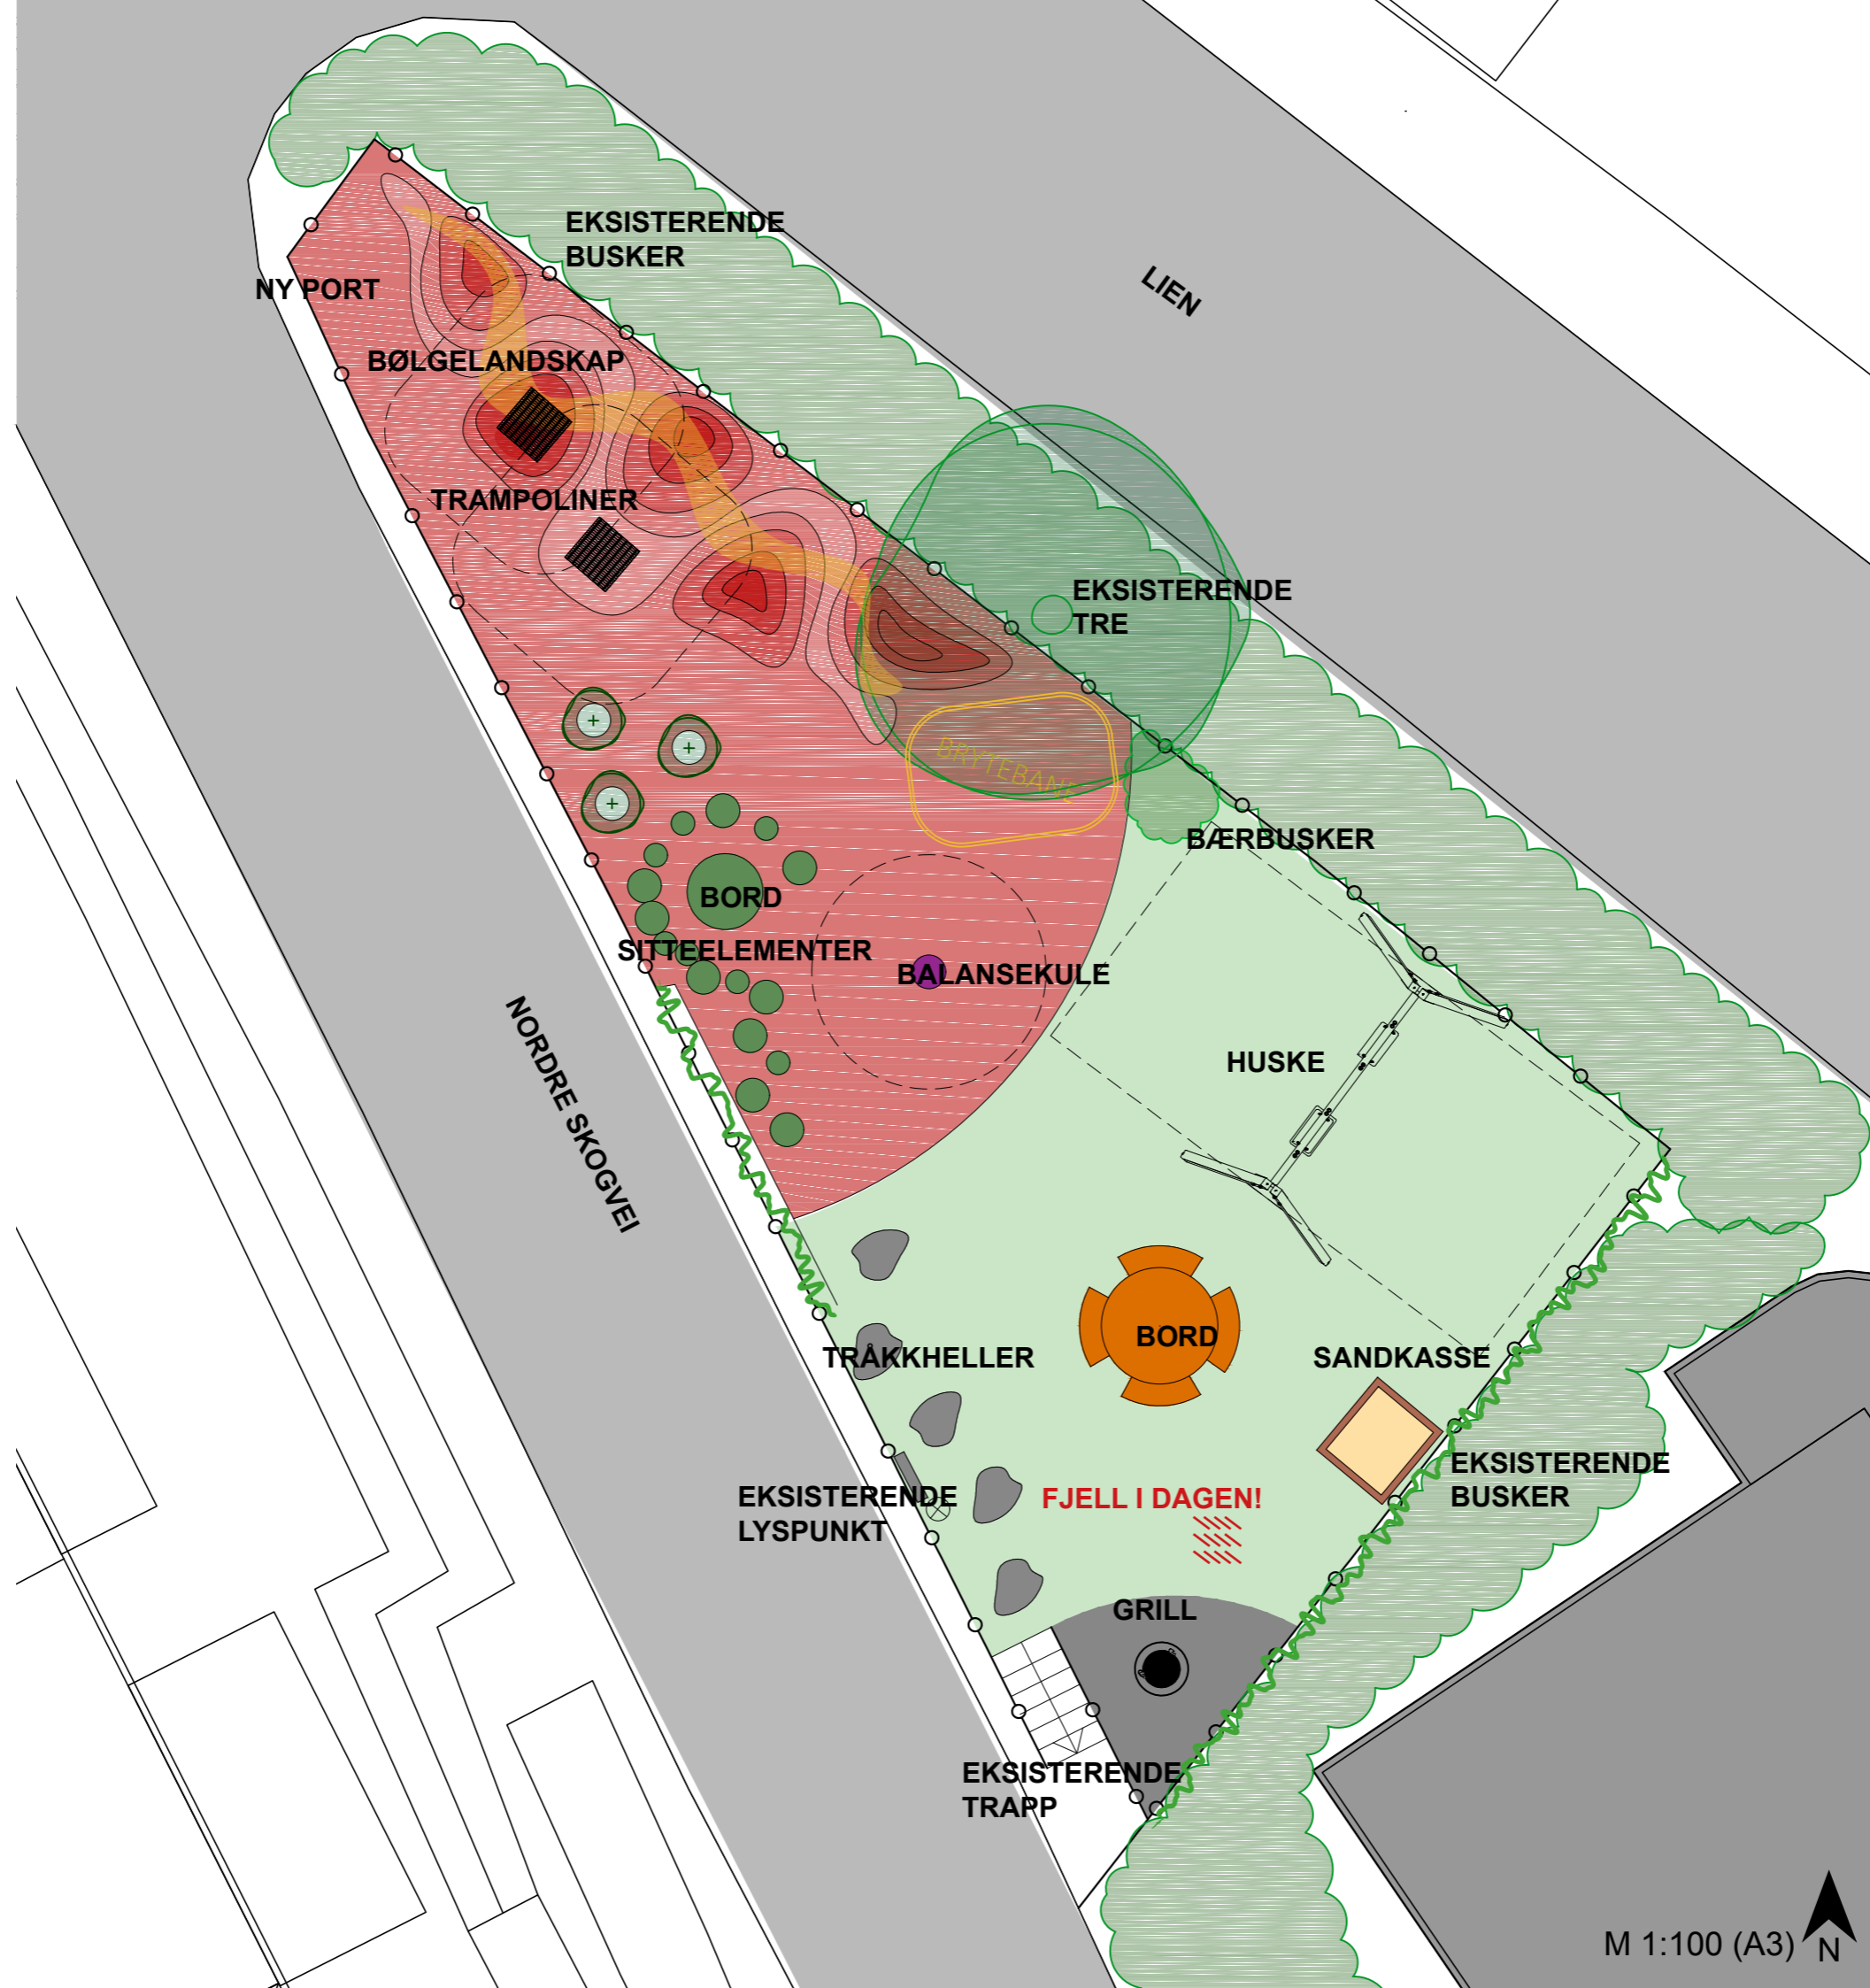 EKSISTERENDE
BUSKER
LIEN
NY PORT
BØLGELANDSKAP
TRAMPOLINER
EKSISTERENDE
TRE
BRYTEBANE
BÆRBUSKER
BORD
SITTEELEMENTER
BALANSEKULE
NORDRE SKOGVEI
HUSKE
BORD
TRÅKKHELLER
SANDKASSE
EKSISTERENDE
BUSKER
EKSISTERENDE
LYSPUNKT
FJELL I DAGEN!
GRILL
EKSISTERENDE
TRAPP
M 1:100 (A3)
N